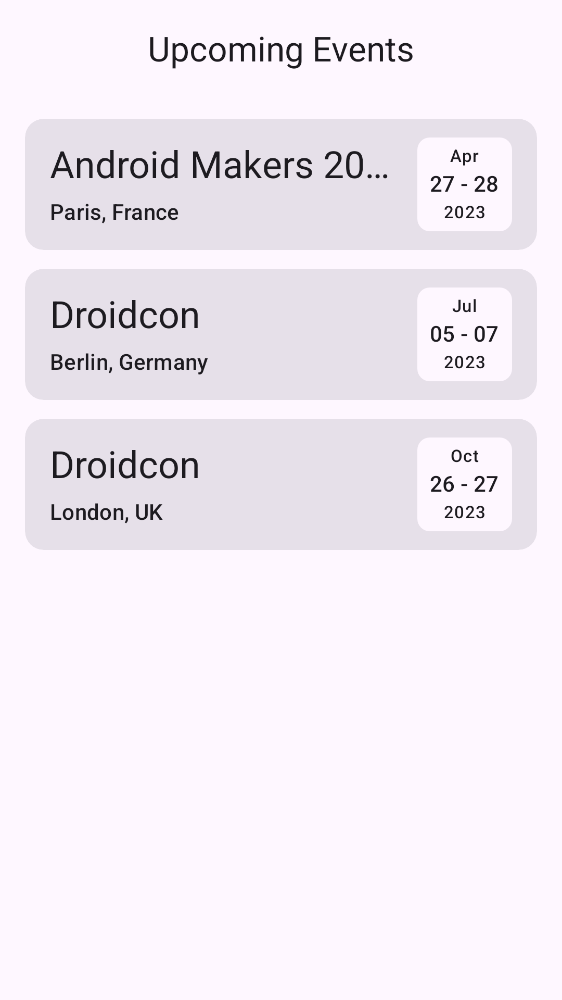 Upcoming Events
Android Makers 20...
Paris, France
Apr
27 - 28
2023
Droidcon
Berlin, Germany
Jul
05 - 07
2023
Droidcon
London, UK
Oct
26 - 27
2023